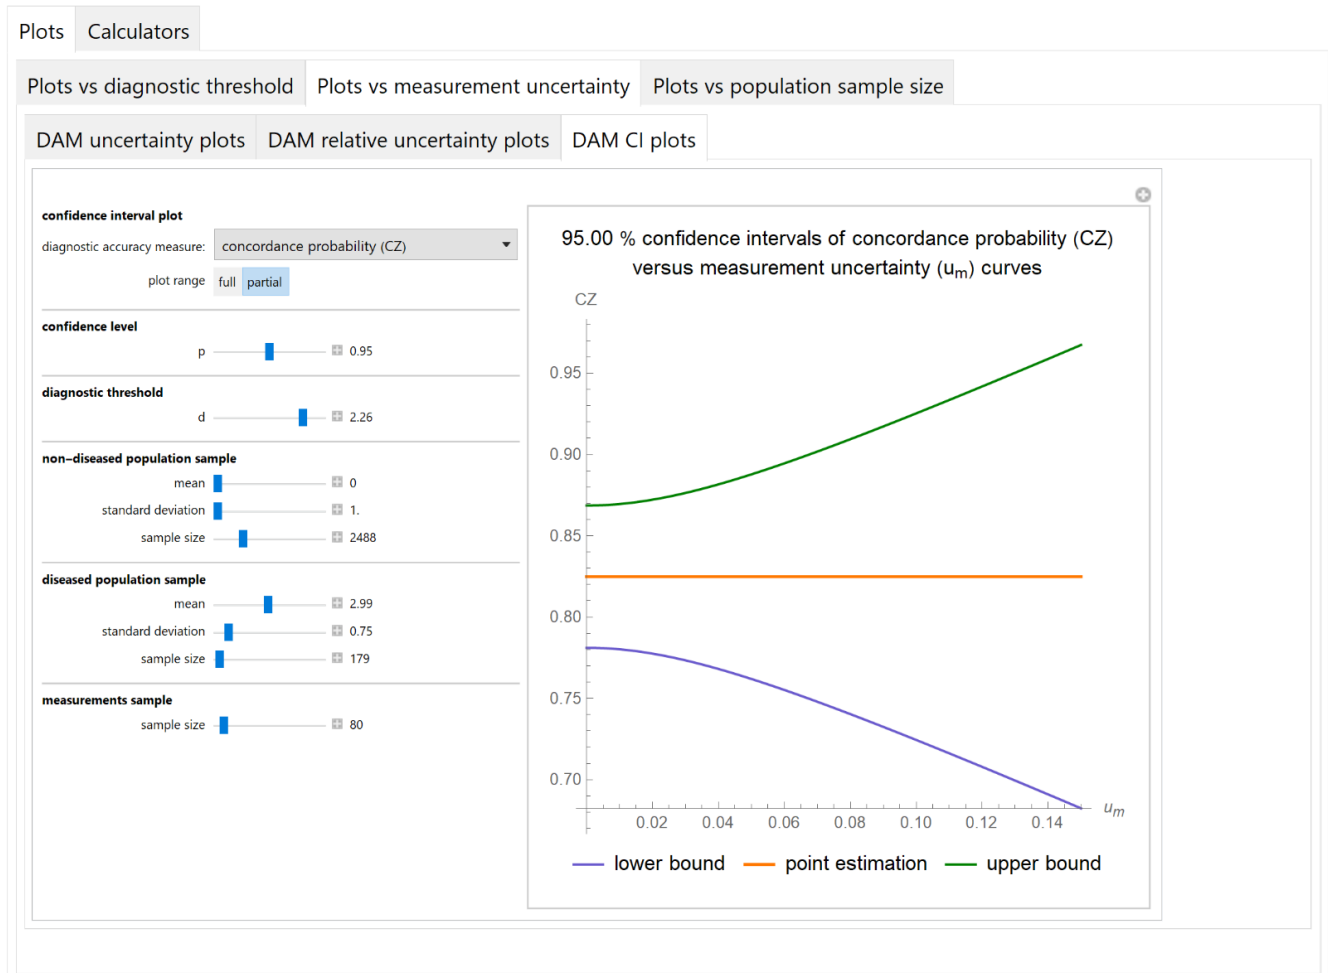 Plots Calculators
Plots vs diagnostic threshold Plots vs measurement uncertainty Plots vs population sample size
DAM uncertainty plots DAM relative uncertainty plots DAM CI plots
confidence interval plot
diagnostic accuracy measure: concordance probability (CZ)
plot range full partial
confidence level
p 0.95
diagnostic threshold
d 2.26
non–diseased population sample
mean 0
standard deviation 1.
sample size 2488
diseased population sample
mean 2.99
standard deviation 0.75
sample size 179
measurements sample
sample size 80
95.00 % confidence intervals of concordance probability (CZ)
versus measurement uncertainty (uₘ) curves
CZ
0.95
0.90
0.85
0.80
0.75
0.70
0.02 0.04 0.06 0.08 0.10 0.12 0.14 uₘ
lower bound point estimation upper bound